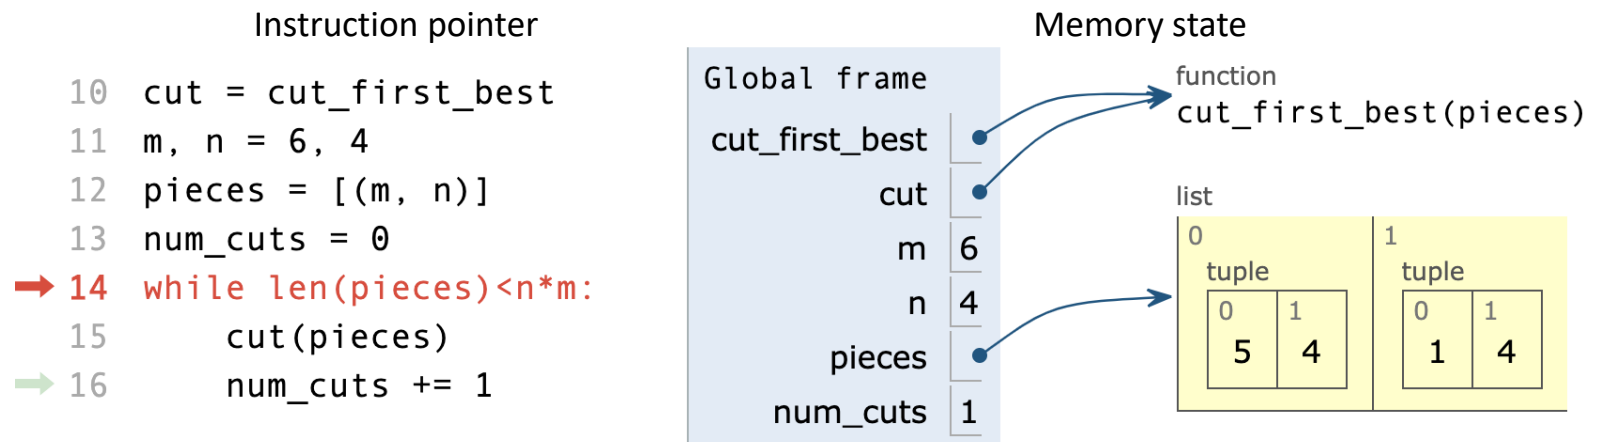 Instruction pointer
10 cut = cut_first_best
11 m, n = 6, 4
12 pieces = [(m, n)]
13 num_cuts = 0
14 while len(pieces)<n*m:
15 cut(pieces)
16 num_cuts += 1
Memory state
Global frame
cut_first_best
cut
m 6
n 4
pieces
num_cuts 1
function
cut_first_best(pieces)
list
0 1
tuple tuple
0 1 0 1
5 4 1 4